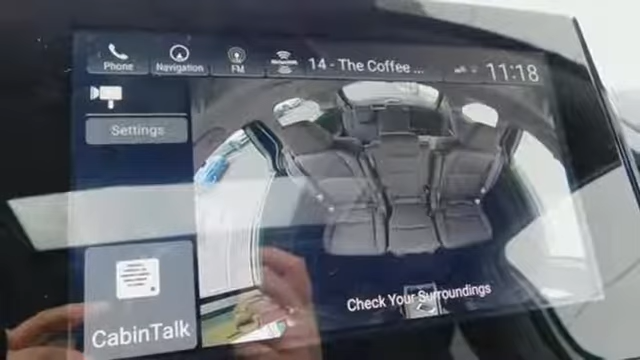 Phone
Navigation
FM
14 - The Coffee ...
11:18
Settings
Check Your Surroundings
CabinTalk